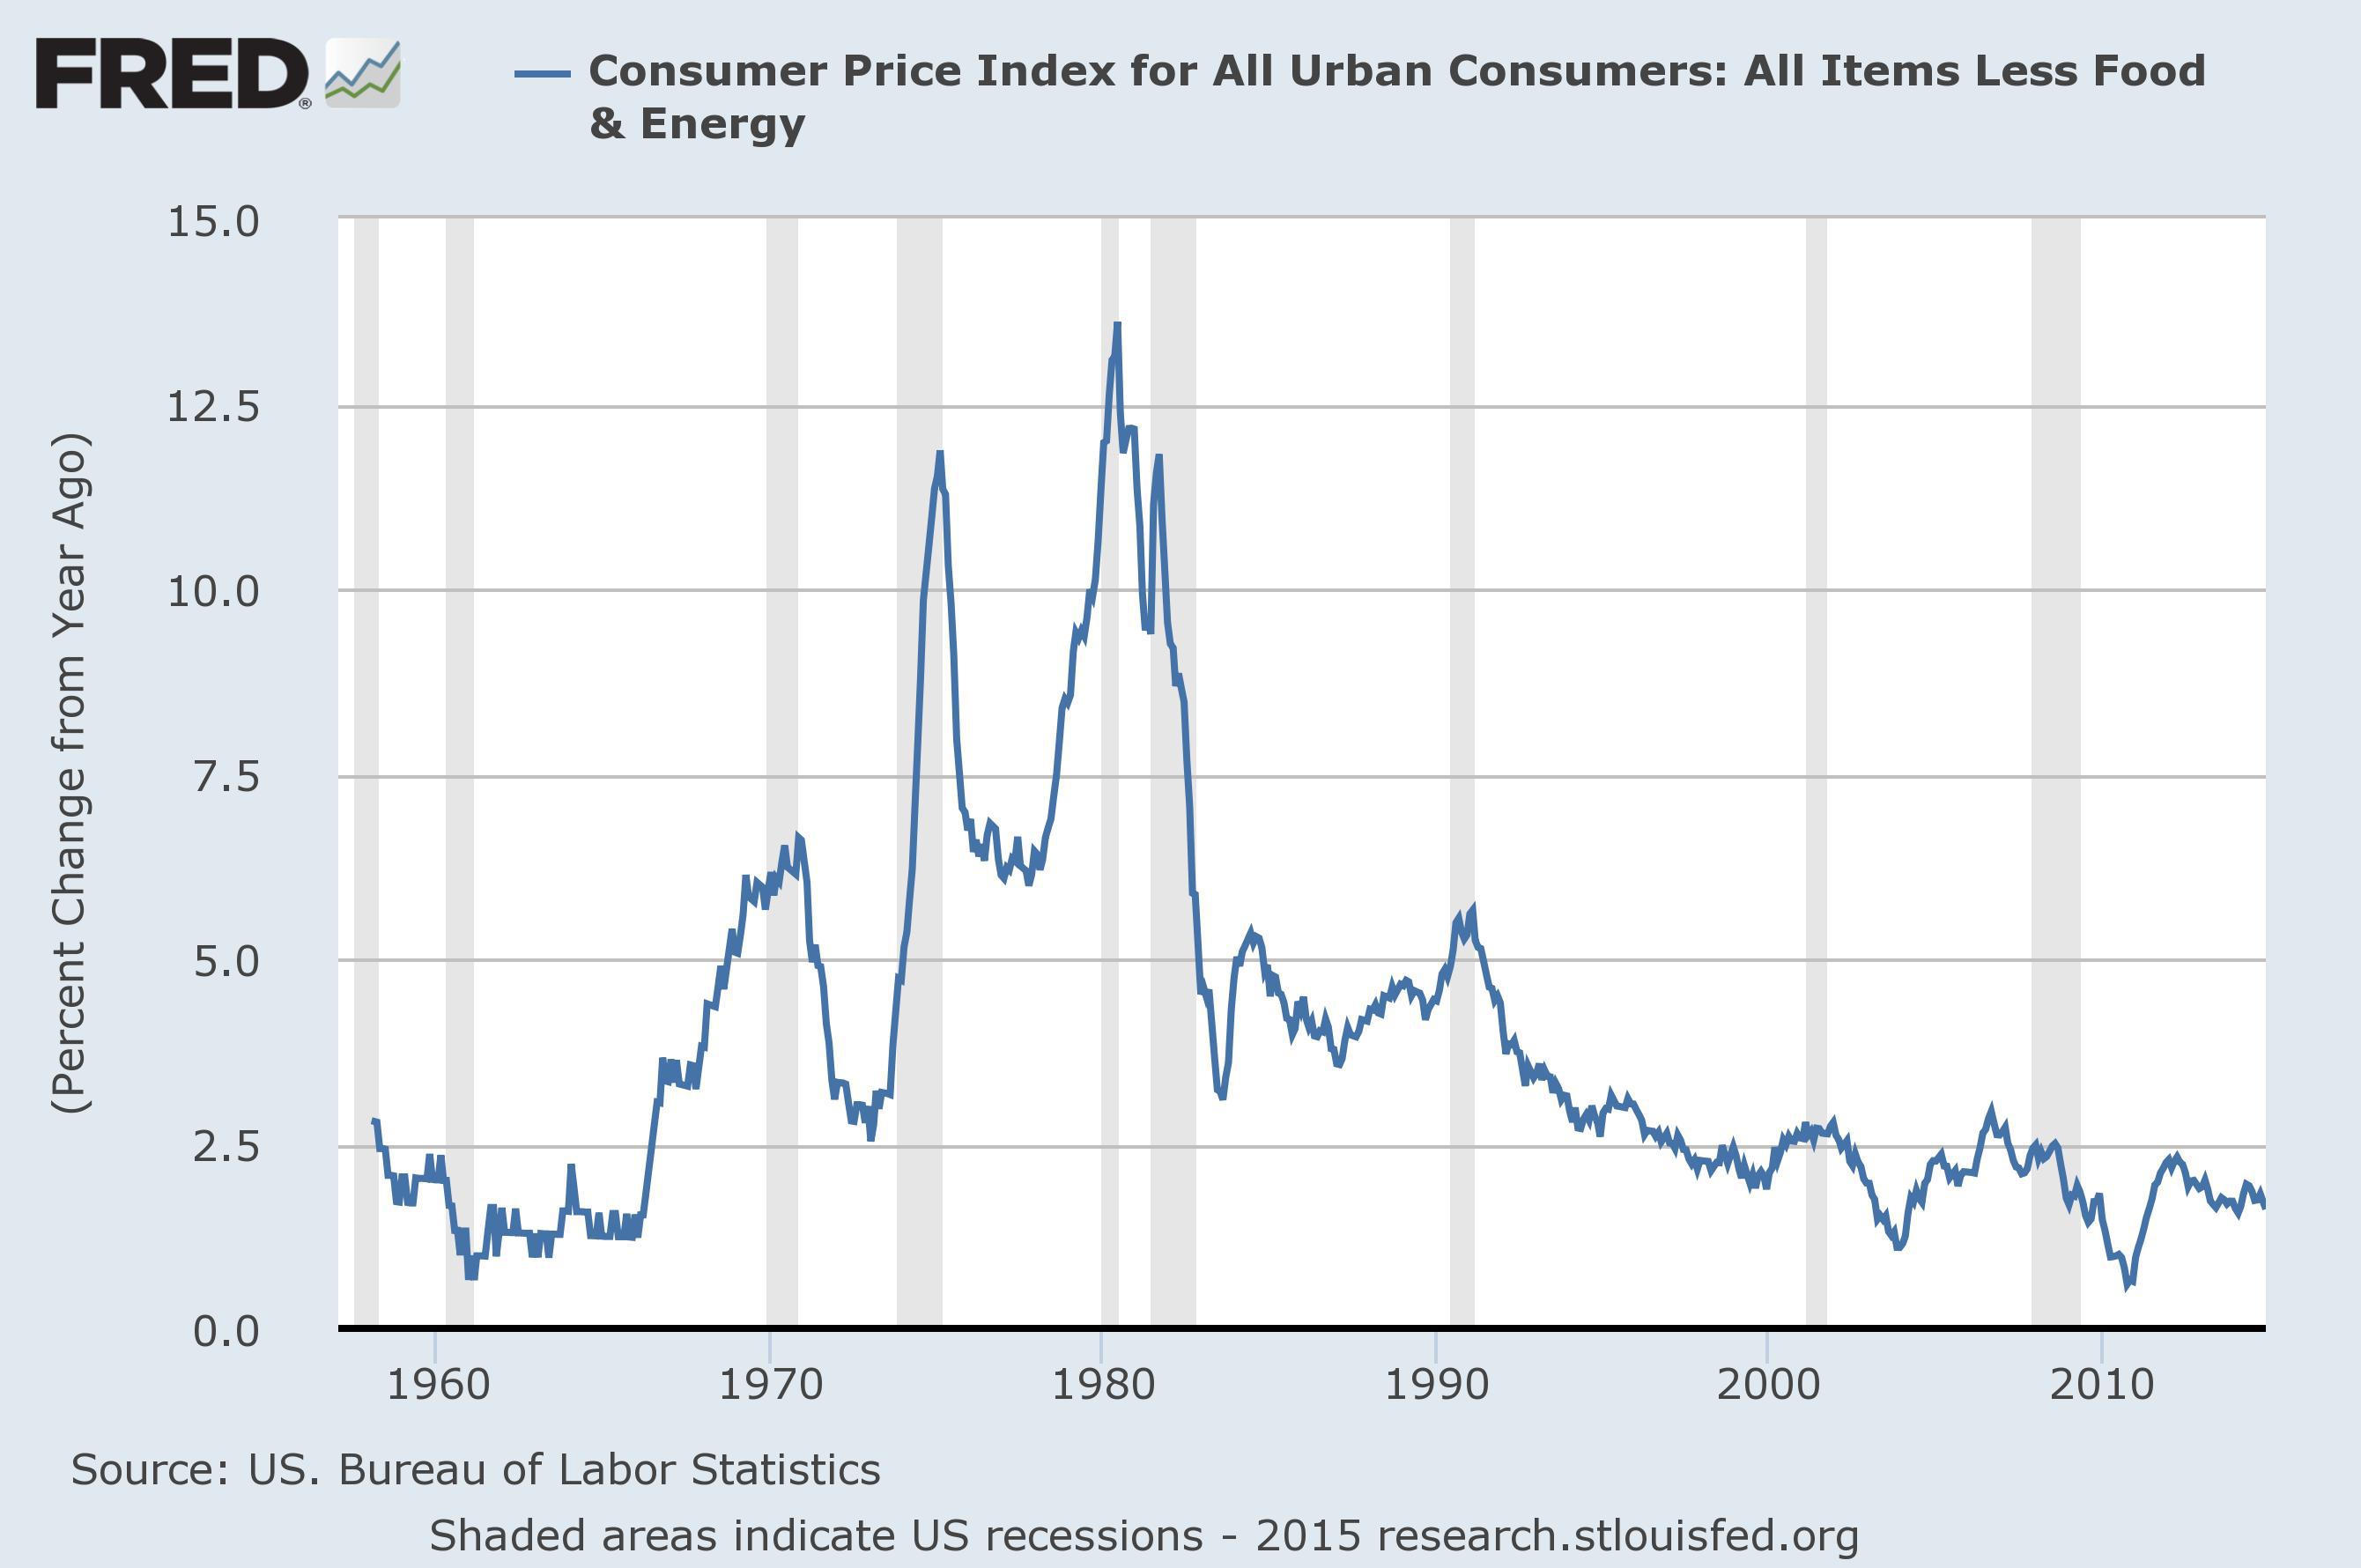 FRED®
Consumer Price Index for All Urban Consumers: All Items Less Food
& Energy
(Percent Change from Year Ago)
15.0
12.5
10.0
7.5
5.0
2.5
0.0
1960 1970 1980 1990 2000 2010
Source: US. Bureau of Labor Statistics
Shaded areas indicate US recessions - 2015 research.stlouisfed.org